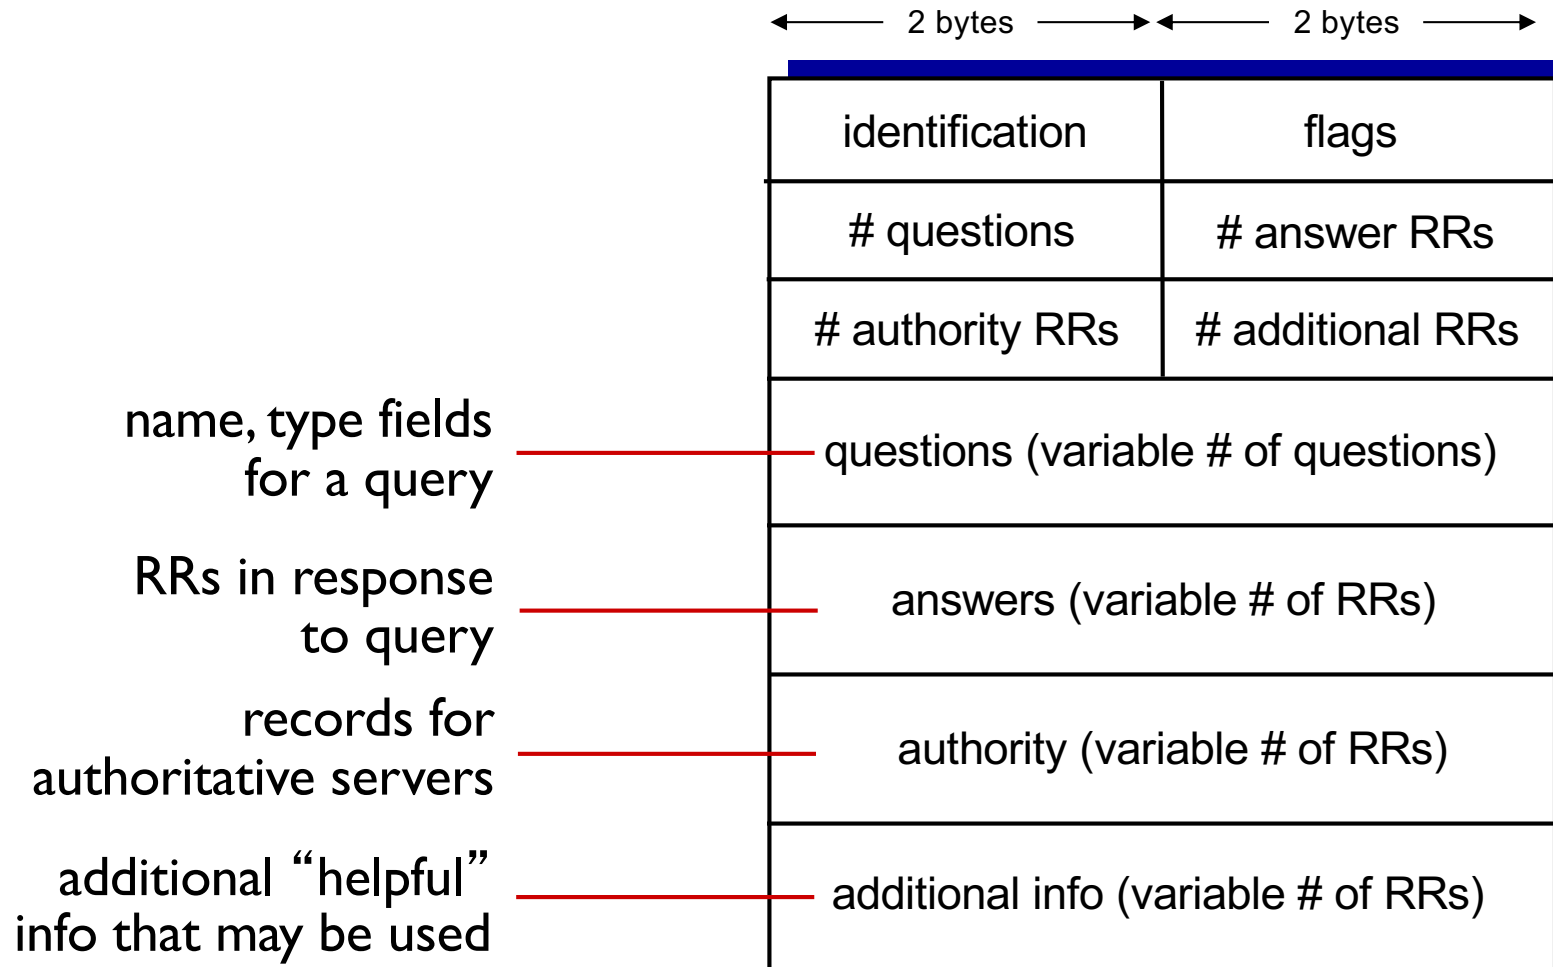 2 bytes 2 bytes
identification flags
# questions # answer RRs
# authority RRs # additional RRs
name, type fields
for a query
questions (variable # of questions)
RRs in response
to query
answers (variable # of RRs)
records for
authoritative servers
authority (variable # of RRs)
additional “helpful”
info that may be used
additional info (variable # of RRs)